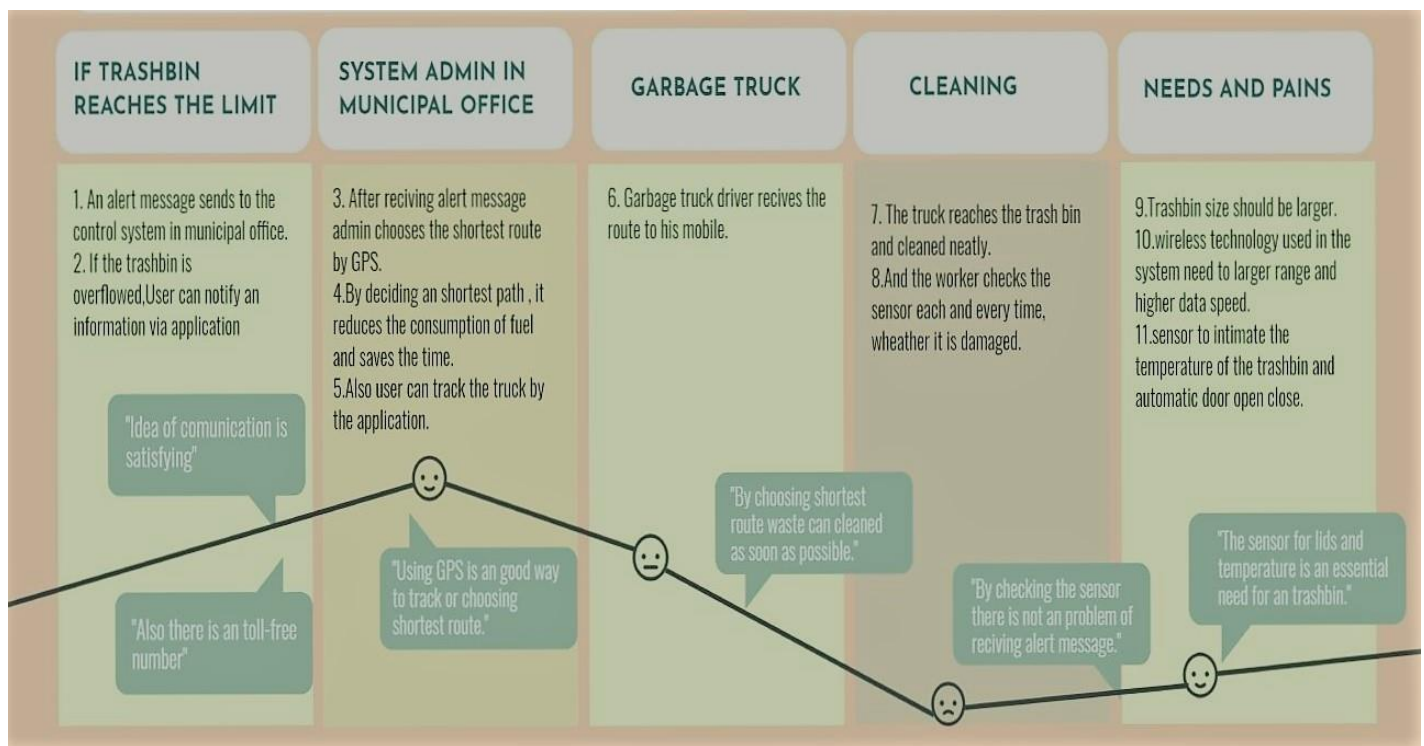 IF TRASHBIN
REACHES THE LIMIT
1. An alert message sends to the
control system in municipal office.
2. If the trashbin is
overflowed,User can notify an
information via application
"Idea of comunication is
satisfying"
"Also there is an toll-free
number"
SYSTEM ADMIN IN
MUNICIPAL OFFICE
3. After reciving alert message
admin chooses the shortest route
by GPS.
4.By deciding an shortest path , it
reduces the consumption of fuel
and saves the time.
5.Also user can track the truck by
the application.
"Using GPS is an good way
to track or choosing
shortest route."
GARBAGE TRUCK
6. Garbage truck driver recives the
route to his mobile.
"By choosing shortest
route waste can cleaned
as soon as possible."
CLEANING
7. The truck reaches the trash bin
and cleaned neatly.
8.And the worker checks the
sensor each and every time,
wheather it is damaged.
"By checking the sensor
there is not an problem of
reciving alert message."
NEEDS AND PAINS
9.Trashbin size should be larger.
10.wireless technology used in the
system need to larger range and
higher data speed.
11.sensor to intimate the
temperature of the trashbin and
automatic door open close.
"The sensor for lids and
temperature is an essential
need for an trashbin."